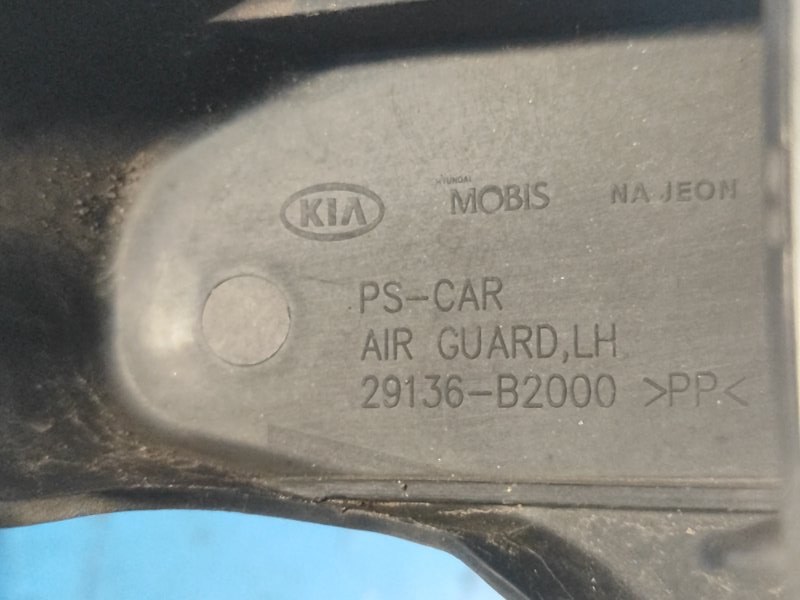 KIA HYUNDAI MOBIS NA JEON
PS-CAR
AIR GUARD,LH
29136-B2000 >PP<